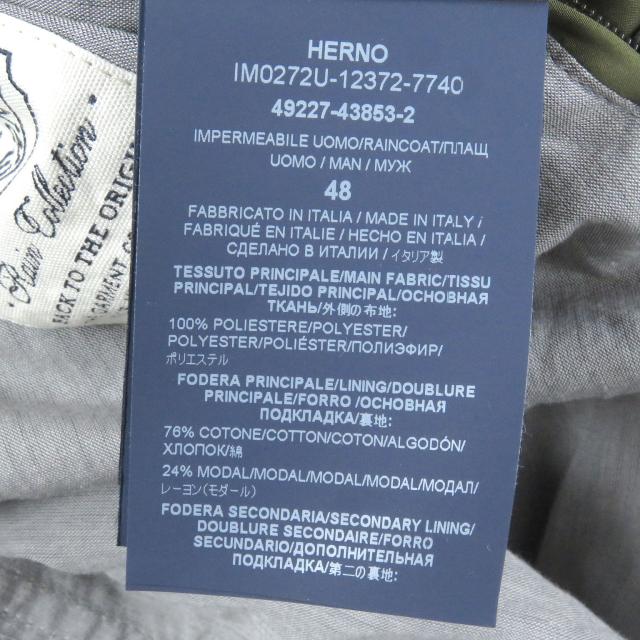 HERNO
IM0272U-12372-7740
49227-43853-2
IMPERMEABILE UOMO/RAINCOAT/ПЛАЩ
UOMO / MAN / МУЖ
48
FABBRICATO IN ITALIA / MADE IN ITALY /
FABRIQUÉ EN ITALIE / HECHO EN ITALIA /
СДЕЛАНО В ИТАЛИИ / イタリア製
TESSUTO PRINCIPALE/MAIN FABRIC/TISSU
PRINCIPAL/TEJIDO PRINCIPAL/ОСНОВНАЯ
ТКАНЬ/外側の布地:
100% POLIESTERE/POLYESTER/
POLYESTER/POLIÉSTER/ПОЛИЭФИР/
ポリエステル
FODERA PRINCIPALE/LINING/DOUBLURE
PRINCIPALE/FORRO /ОСНОВНАЯ
ПОДКЛАДКА/裏地:
76% COTONE/COTTON/COTON/ALGODÓN/
ХЛОПОК/綿
24% MODAL/MODAL/MODAL/MODAL/МОДАЛ/
レーヨン(モダール)
FODERA SECONDARIA/SECONDARY LINING/
DOUBLURE SECONDAIRE/FORRO
SECUNDARIO/ДОПОЛНИТЕЛЬНАЯ
ПОДКЛАДКА/第二の裏地:
"Rain Collection"
BACK TO THE ORIGIN
GARMENT